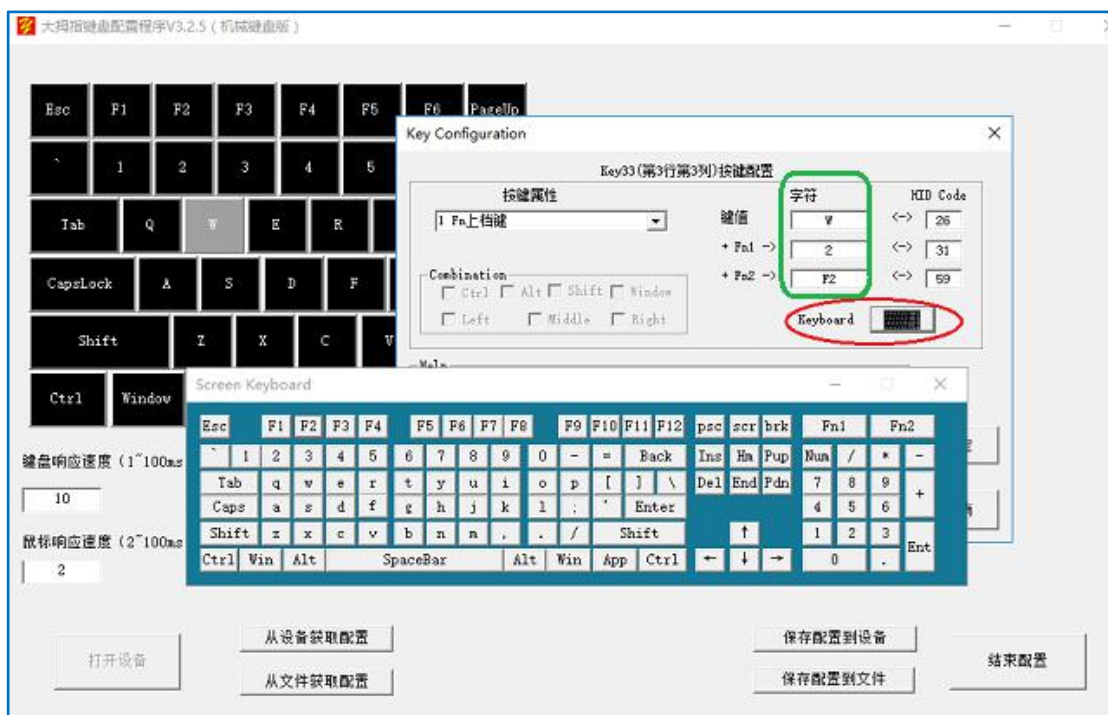 大拇指键盘配置程序V3.2.5（机械键盘版）
Esc F1 F2 F3 F4 F5 F6 PageUp
` 1 2 3 4 5
Tab Q W E R
CapsLock A S D F
Shift Z X C V
Ctrl Window
键盘响应速度（1~100ms
10
鼠标响应速度（2~100ms
2
Key Configuration
Key33(第3行第3列)按键配置
按键属性 字符 HID Code
1 Fn上档键 键值 W <-> 26
+ Fn1 -> 2 <-> 31
+ Fn2 -> F2 <-> 59
Combination
Ctrl Alt Shift Window
Left Middle Right
Keyboard
Help
Screen Keyboard
Esc F1 F2 F3 F4 F5 F6 F7 F8 F9 F10 F11 F12 psc scr brk Fn1 Fn2
` 1 2 3 4 5 6 7 8 9 0 - = Back Ins Hm Pup Num / * -
Tab q w e r t y u i o p [ ] \ Del End Pdn 7 8 9 +
Caps a s d f g h j k l ; ' Enter 4 5 6
Shift z x c v b n m , . / Shift ↑ 1 2 3 Ent
Ctrl Win Alt SpaceBar Alt Win App Ctrl ← ↓ → 0 .
打开设备
从设备获取配置
从文件获取配置
保存配置到设备
保存配置到文件
结束配置